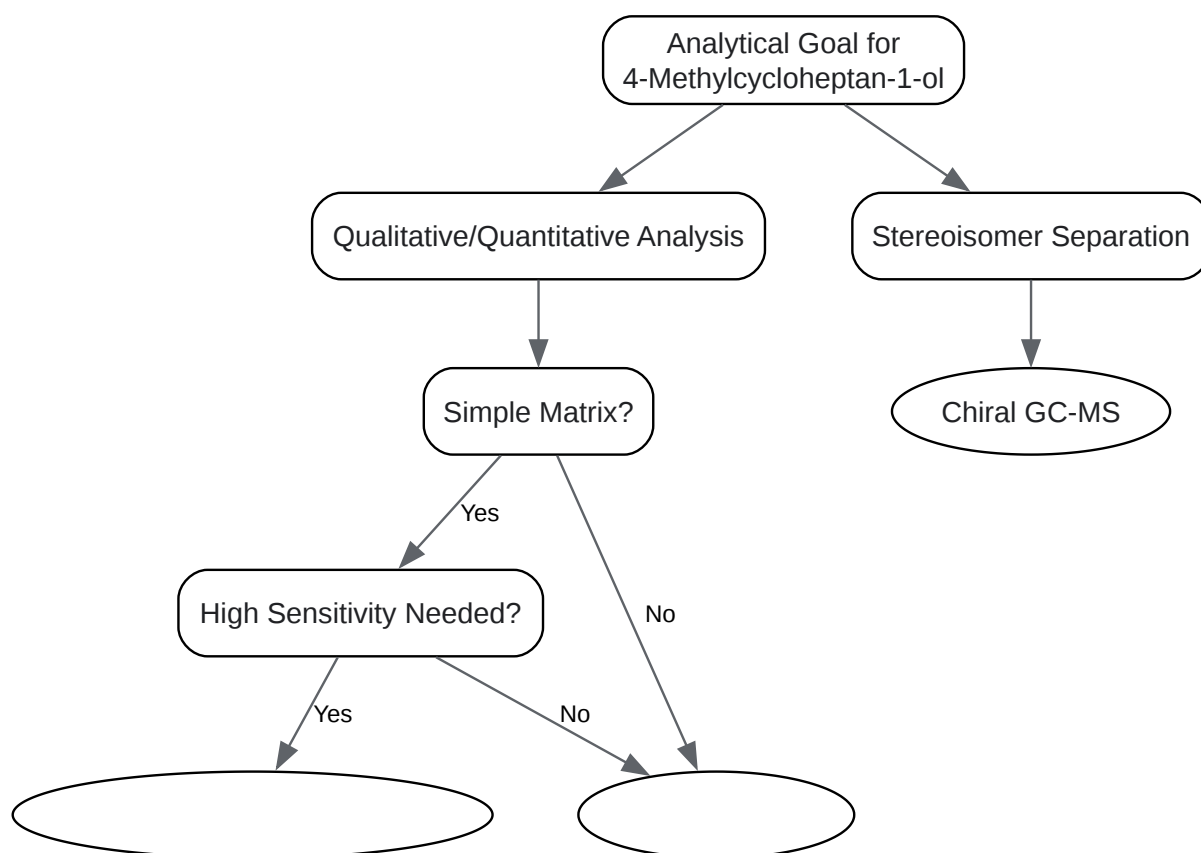 Analytical Goal for
4-Methylcycloheptan-1-ol
Qualitative/Quantitative Analysis
Stereoisomer Separation
Simple Matrix?
Chiral GC-MS
Yes
High Sensitivity Needed?
No
Yes
No